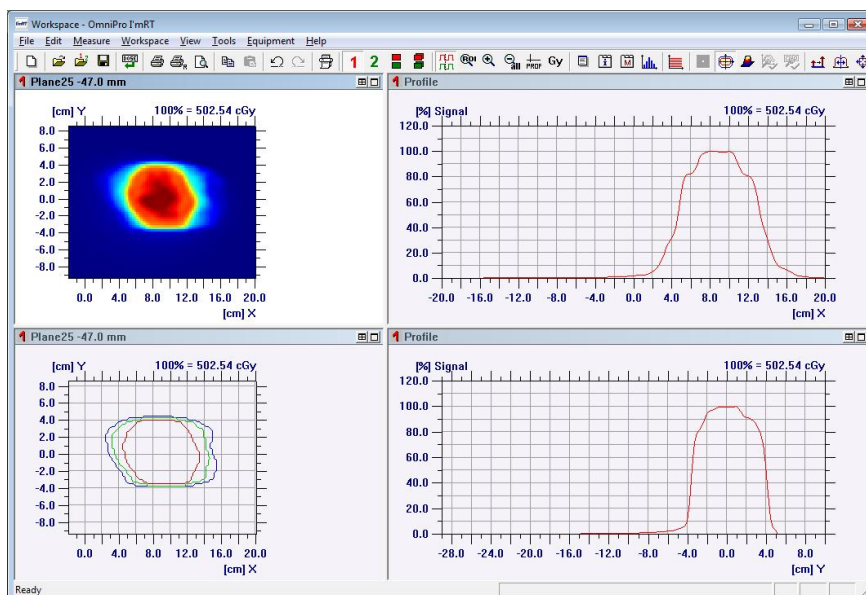 ImRT Workspace - OmniPro I'mRT
File Edit Measure Workspace View Tools Equipment Help
1 2 ROI All PROF Gy I M
1 Plane25 -47.0 mm
[cm] Y 100% = 502.54 cGy
8.0
6.0
4.0
2.0
0.0
-2.0
-4.0
-6.0
-8.0
0.0 4.0 8.0 12.0 16.0 20.0
[cm] X
1 Profile
[%] Signal 100% = 502.54 cGy
120.0
100.0
80.0
60.0
40.0
20.0
0.0
-20.0 -16.0 -12.0 -8.0 -4.0 0.0 4.0 8.0 12.0 16.0 20.0
[cm] X
1 Plane25 -47.0 mm
[cm] Y 100% = 502.54 cGy
8.0
6.0
4.0
2.0
0.0
-2.0
-4.0
-6.0
-8.0
0.0 4.0 8.0 12.0 16.0 20.0
[cm] X
1 Profile
[%] Signal 100% = 502.54 cGy
120.0
100.0
80.0
60.0
40.0
20.0
0.0
-28.0 -24.0 -20.0 -16.0 -12.0 -8.0 -4.0 0.0 4.0 8.0
[cm] Y
Ready